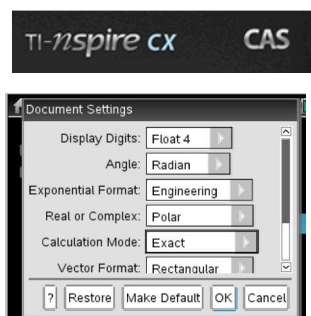 TI-nspire CX CAS
Document Settings
Display Digits: Float 4
Angle: Radian
Exponential Format: Engineering
Real or Complex: Polar
Calculation Mode: Exact
Vector Format: Rectangular
? Restore Make Default OK Cancel